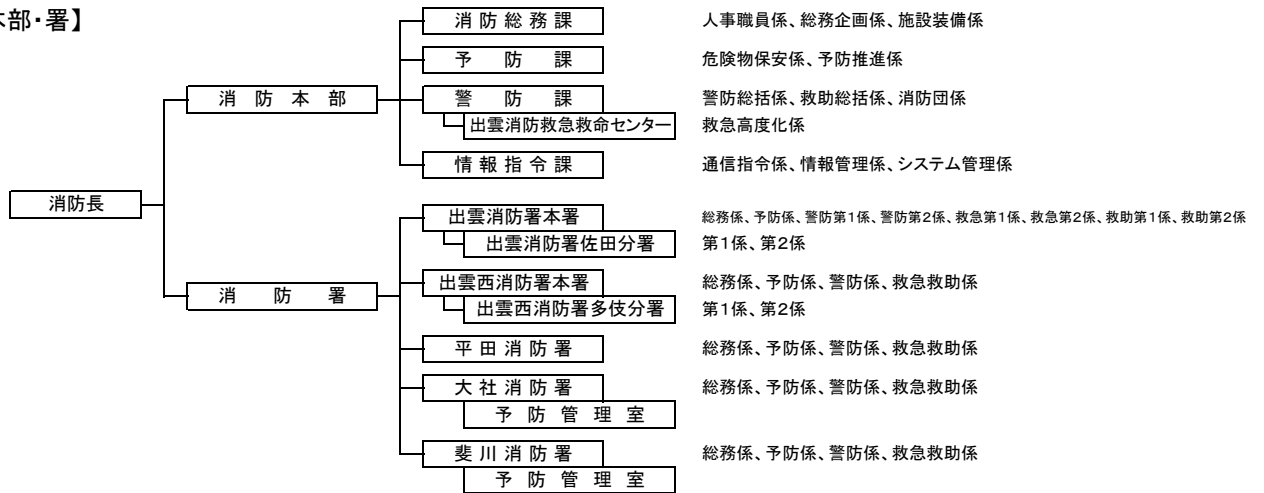 本部・署】
消防総務課 人事職員係、総務企画係、施設装備係
予防課 危険物保安係、予防推進係
消防本部 警防課 警防総括係、救助総括係、消防団係
出雲消防救急救命センター 救急高度化係
情報指令課 通信指令係、情報管理係、システム管理係
消防長
出雲消防署本署 総務係、予防係、警防第1係、警防第2係、救急第1係、救急第2係、救助第1係、救助第2係
出雲消防署佐田分署 第1係、第2係
消防署 出雲西消防署本署 総務係、予防係、警防係、救急救助係
出雲西消防署多伎分署 第1係、第2係
平田消防署 総務係、予防係、警防係、救急救助係
大社消防署 総務係、予防係、警防係、救急救助係
予防管理室
斐川消防署 総務係、予防係、警防係、救急救助係
予防管理室